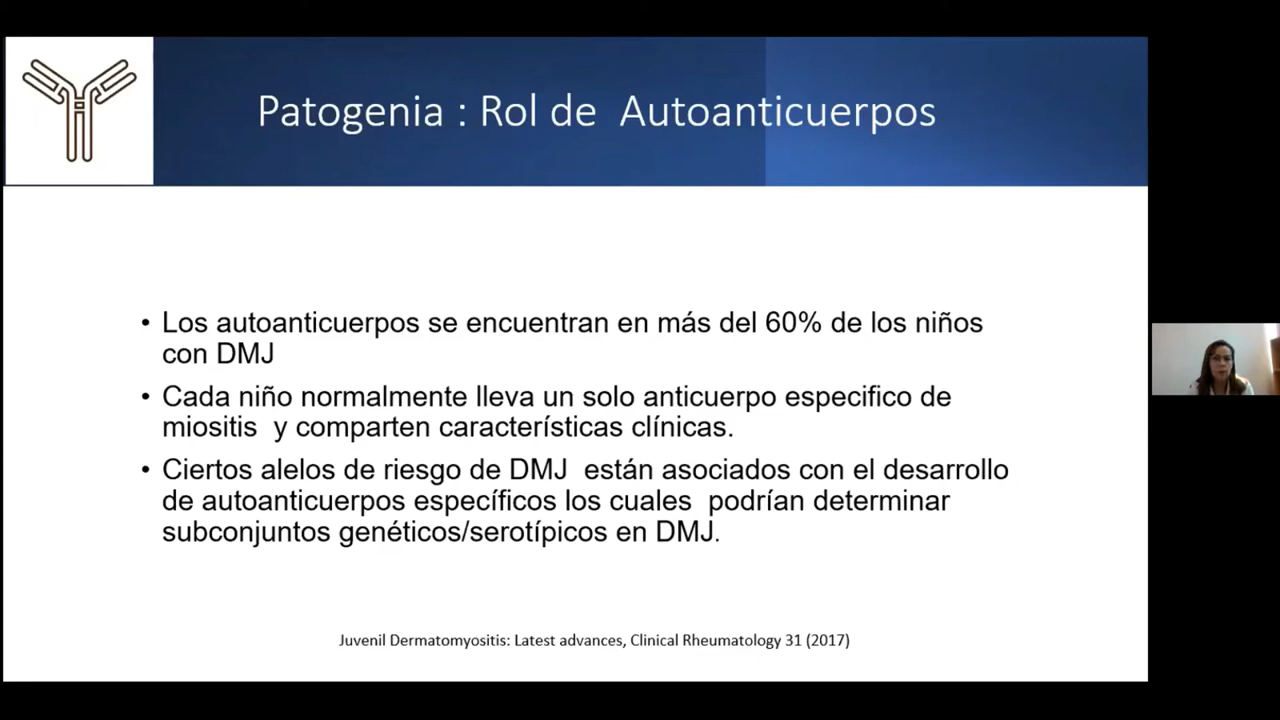 Patogenia : Rol de Autoanticuerpos
• Los autoanticuerpos se encuentran en más del 60% de los niños
con DMJ
• Cada niño normalmente lleva un solo anticuerpo especifico de
miositis y comparten características clínicas.
• Ciertos alelos de riesgo de DMJ están asociados con el desarrollo
de autoanticuerpos específicos los cuales podrían determinar
subconjuntos genéticos/serotípicos en DMJ.
Juvenil Dermatomyositis: Latest advances, Clinical Rheumatology 31 (2017)